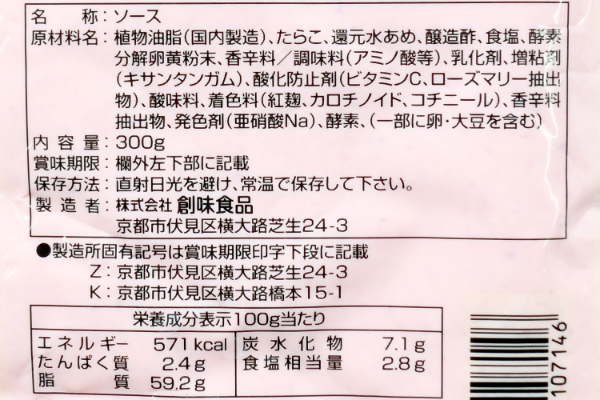 名　　称：ソース
原材料名：植物油脂(国内製造)、たらこ、還元水あめ、醸造酢、食塩、酵素
分解卵黄粉末、香辛料／調味料(アミノ酸等)、乳化剤、増粘剤
(キサンタンガム)、酸化防止剤(ビタミンC、ローズマリー抽出
物)、酸味料、着色料(紅麹、カロチノイド、コチニール)、香辛料
抽出物、発色剤(亜硝酸Na)、酵素、(一部に卵・大豆を含む)
内 容 量：300g
賞味期限：欄外左下部に記載
保存方法：直射日光を避け、常温で保存して下さい。
製 造 者：株式会社 創味食品
京都市伏見区横大路芝生24-3
●製造所固有記号は賞味期限印字下段に記載
Z：京都市伏見区横大路芝生24-3
K：京都市伏見区横大路橋本15-1
栄養成分表示100g当たり
エネルギー 571kcal 炭水化物 7.1g
たんぱく質 2.4g 食塩相当量 2.8g
脂　　質 59.2g
107146